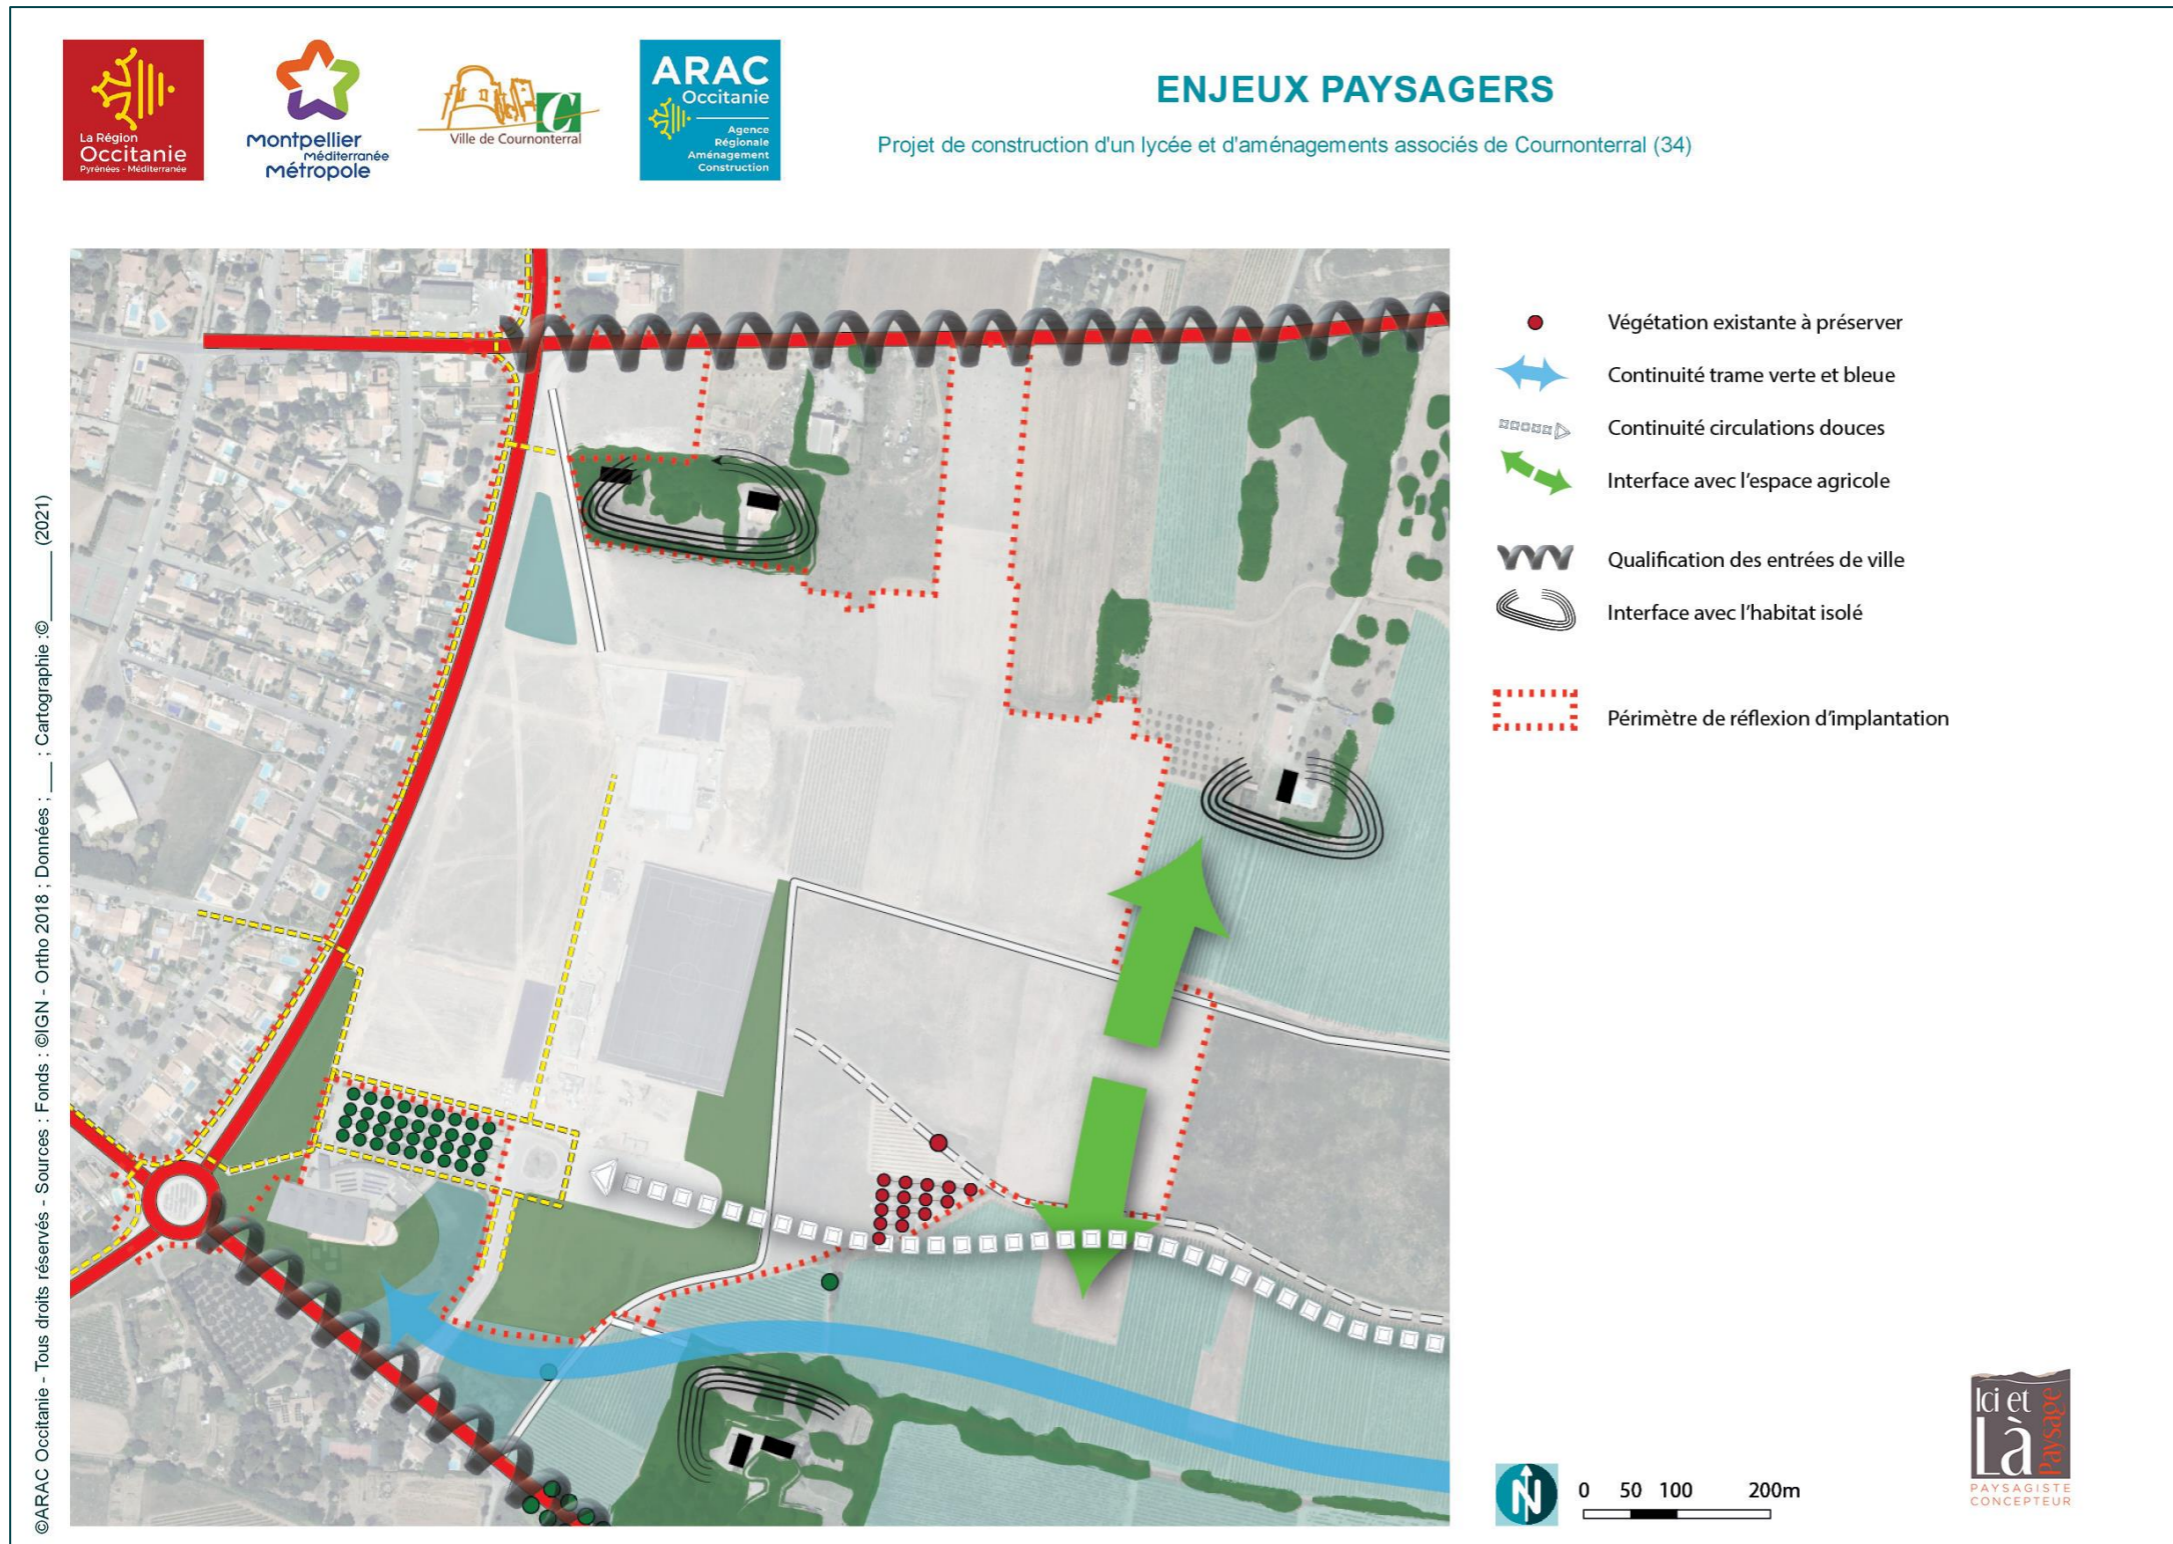 La Région
Occitanie
Pyrénées - Méditerranée
montpellier
méditerranée
métropole
C
Ville de Cournonterral
ARAC
Occitanie
Agence
Régionale
Aménagement
Construction
ENJEUX PAYSAGERS
Projet de construction d'un lycée et d'aménagements associés de Cournonterral (34)
Végétation existante à préserver
Continuité trame verte et bleue
Continuité circulations douces
Interface avec l'espace agricole
Qualification des entrées de ville
Interface avec l'habitat isolé
Périmètre de réflexion d'implantation
©ARAC Occitanie - Tous droits réservés - Sources : Fonds : ©IGN - Ortho 2018 ; Données ; ___ ; Cartographie :©______ (2021)
N
0 50 100 200m
Ici et
Là
Paysage
PAYSAGISTE
CONCEPTEUR